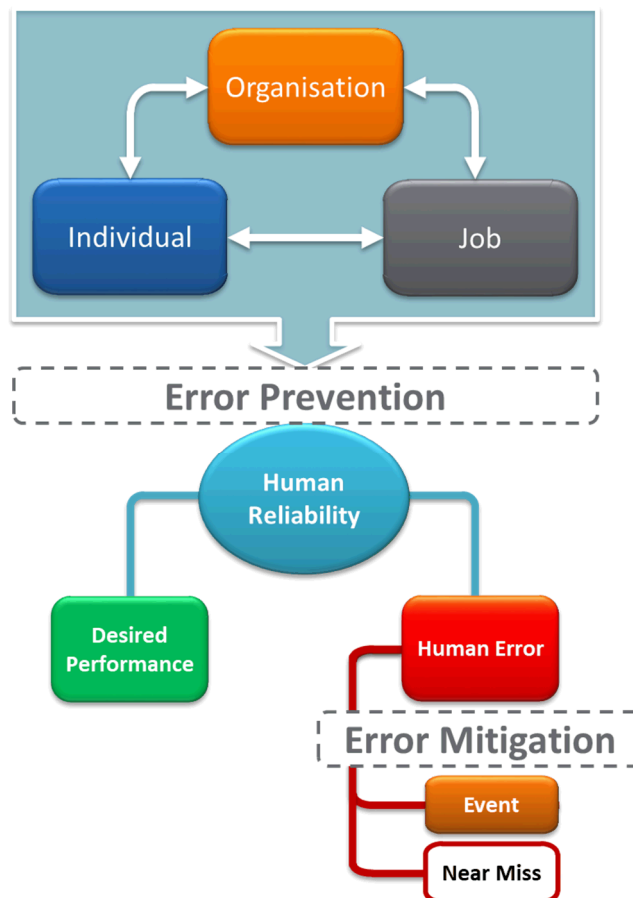 Organisation
Individual
Job
Error Prevention
Human
Reliability
Desired
Performance
Human Error
Error Mitigation
Event
Near Miss